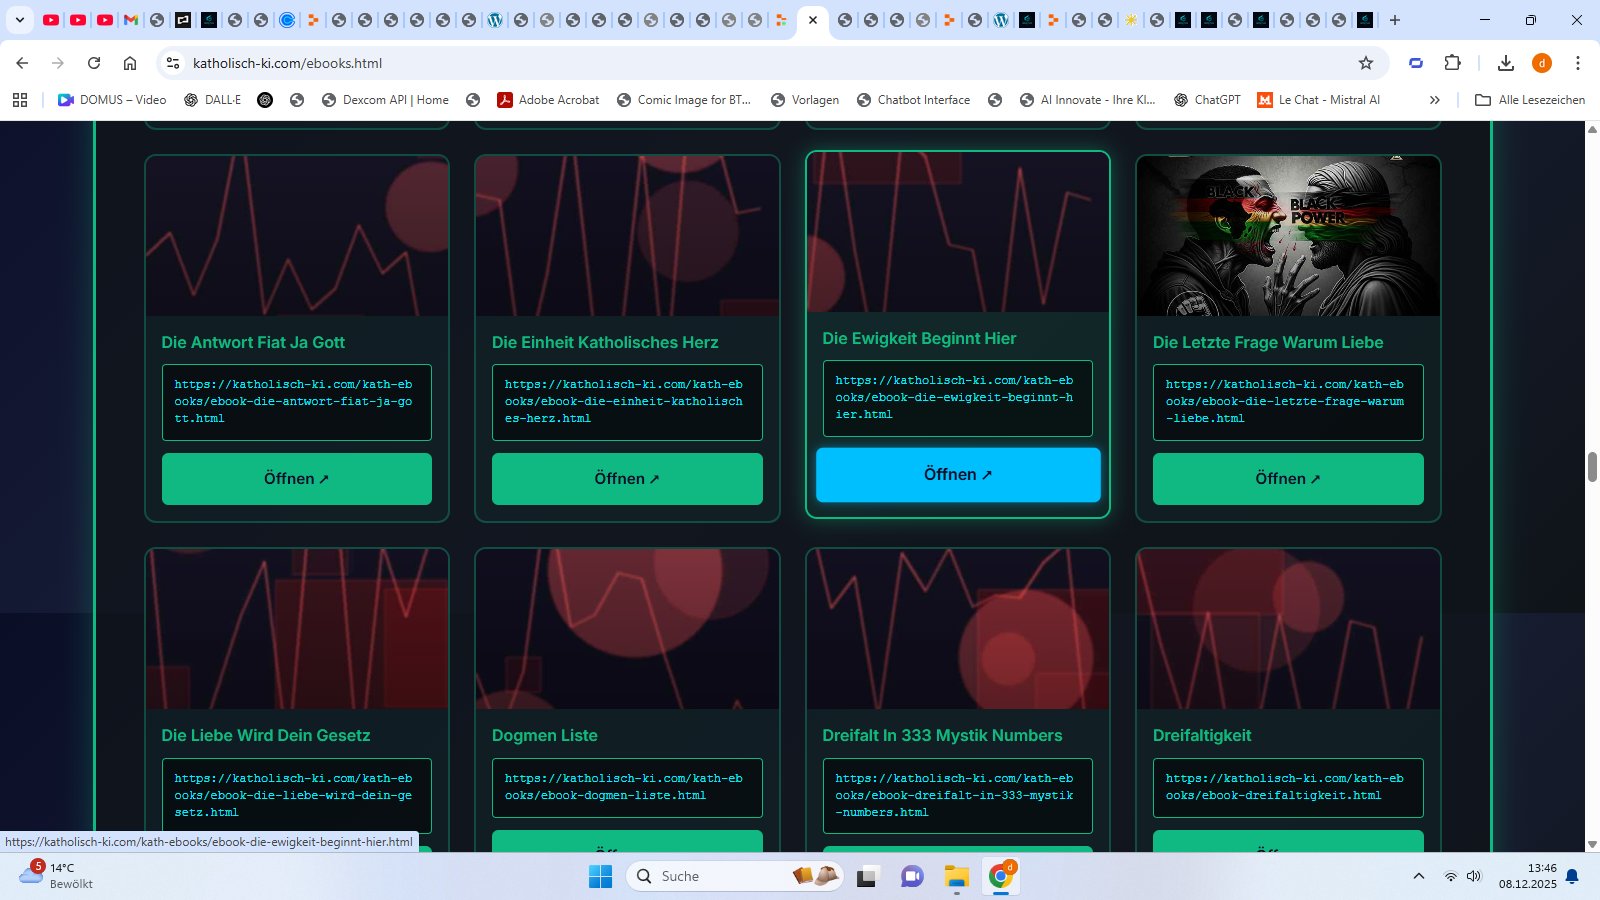 katholisch-ki.com/ebooks.html
d
DOMUS – Video
DALL·E
Dexcom API | Home
Adobe Acrobat
Comic Image for BT...
Vorlagen
Chatbot Interface
AI Innovate - Ihre KI...
ChatGPT
Le Chat - Mistral AI
Alle Lesezeichen
BLACK
BLACK
POWER
Die Antwort Fiat Ja Gott
Die Einheit Katholisches Herz
Die Ewigkeit Beginnt Hier
Die Letzte Frage Warum Liebe
https://katholisch-ki.com/kath-eb
ooks/ebook-die-antwort-fiat-ja-go
tt.html
https://katholisch-ki.com/kath-eb
ooks/ebook-die-einheit-katholisch
es-herz.html
https://katholisch-ki.com/kath-eb
ooks/ebook-die-ewigkeit-beginnt-h
ier.html
https://katholisch-ki.com/kath-eb
ooks/ebook-die-letzte-frage-warum
-liebe.html
Öffnen ↗
Öffnen ↗
Öffnen ↗
Öffnen ↗
Die Liebe Wird Dein Gesetz
Dogmen Liste
Dreifalt In 333 Mystik Numbers
Dreifaltigkeit
https://katholisch-ki.com/kath-eb
ooks/ebook-die-liebe-wird-dein-ge
setz.html
https://katholisch-ki.com/kath-eb
ooks/ebook-dogmen-liste.html
https://katholisch-ki.com/kath-eb
ooks/ebook-dreifalt-in-333-mystik
-numbers.html
https://katholisch-ki.com/kath-eb
ooks/ebook-dreifaltigkeit.html
https://katholisch-ki.com/kath-ebooks/ebook-die-ewigkeit-beginnt-hier.html
5
14°C
Bewölkt
Suche
d
13:46
08.12.2025